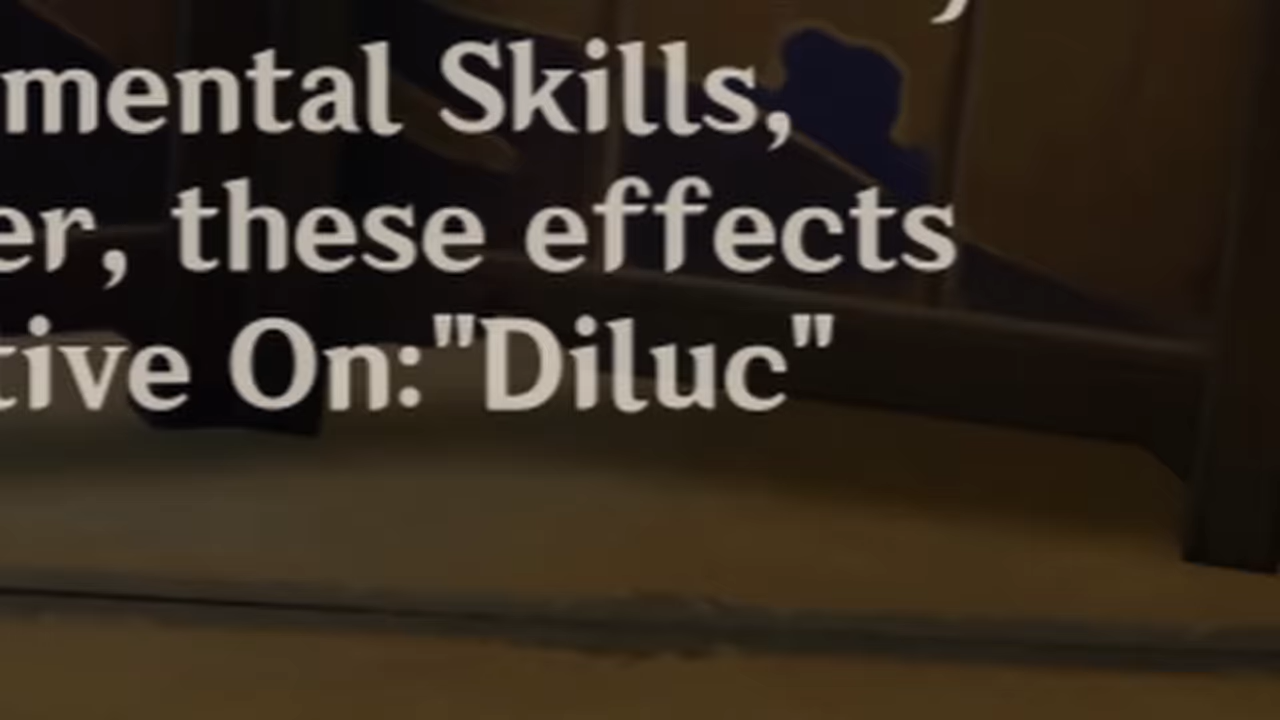 mental Skills,
er, these effects
tive On:"Diluc"